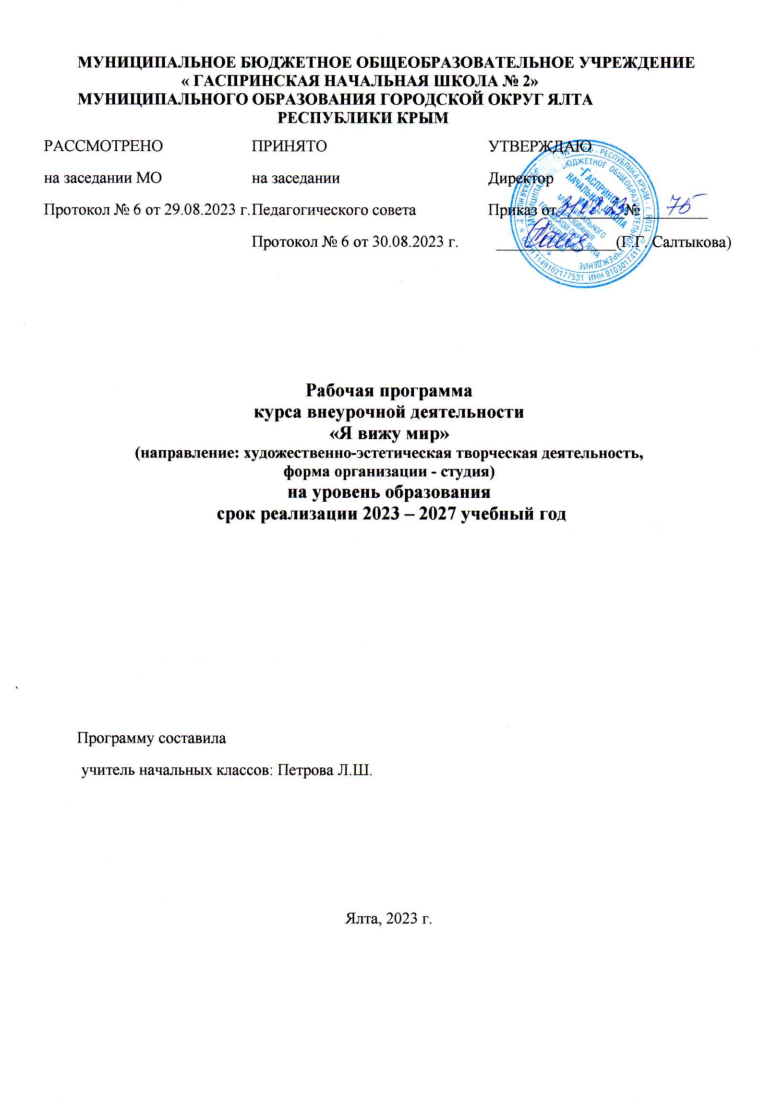 МУНИЦИПАЛЬНОЕ БЮДЖЕТНОЕ ОБЩЕОБРАЗОВАТЕЛЬНОЕ УЧРЕЖДЕНИЕ
« ГАСПРИНСКАЯ НАЧАЛЬНАЯ ШКОЛА № 2»
МУНИЦИПАЛЬНОГО ОБРАЗОВАНИЯ ГОРОДСКОЙ ОКРУГ ЯЛТА
РЕСПУБЛИКИ КРЫМ
РАССМОТРЕНО ПРИНЯТО УТВЕРЖДАЮ
на заседании МО на заседании Директор
Протокол № 6 от 29.08.2023 г. Педагогического совета Приказ от 31.08.23 № 75
Протокол № 6 от 30.08.2023 г. (Г.Г. Салтыкова)
Рабочая программа
курса внеурочной деятельности
«Я вижу мир»
(направление: художественно-эстетическая творческая деятельность,
форма организации - студия)
на уровень образования
срок реализации 2023 – 2027 учебный год
Программу составила
учитель начальных классов: Петрова Л.Ш.
Ялта, 2023 г.